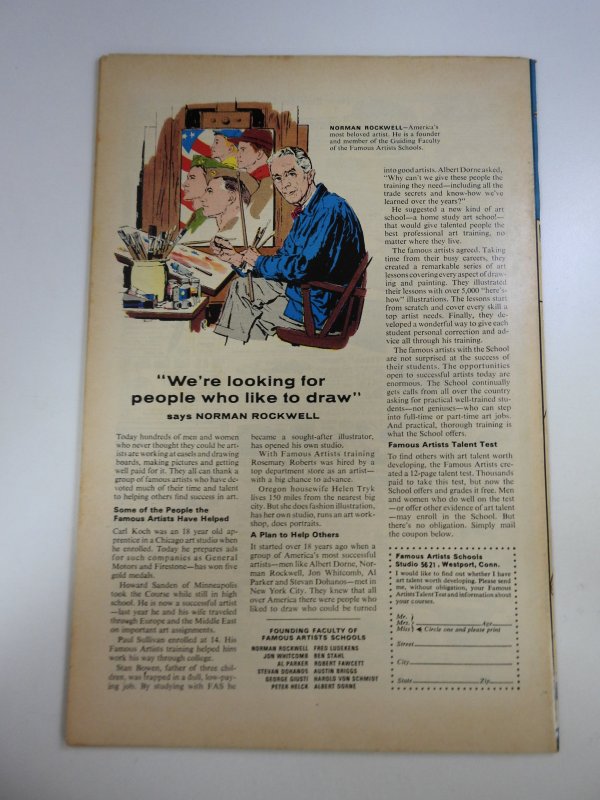 NORMAN ROCKWELL—America's
most beloved artist. He is a founder
and member of the Guiding Faculty
of the Famous Artists Schools.
"We're looking for
people who like to draw"
says NORMAN ROCKWELL
Today hundreds of men and women
who never thought they could be art-
ists are working at easels and drawing
boards, making pictures and getting
well paid for it. They all can thank a
group of famous artists who have de-
voted much of their time and talent
to helping others find success in art.
Some of the People the
Famous Artists Have Helped
Carl Koch was an 18 year old ap-
prentice in a Chicago art studio when
he enrolled. Today he prepares ads
for such companies as General
Motors and Firestone—has won five
gold medals.
Howard Sanden of Minneapolis
took the Course while still in high
school. He is now a successful artist
—last year he and his wife traveled
through Europe and the Middle East
on important art assignments.
Paul Sullivan enrolled at 14. His
Famous Artists training helped him
work his way through college.
Stan Bowen, father of three chil-
dren, was trapped in a dull, low-pay-
ing job. By studying with FAS he
became a sought-after illustrator,
has opened his own studio.
With Famous Artists training
Rosemary Roberts was hired by a
top department store as an artist—
with a big chance to advance.
Oregon housewife Helen Tryk
lives 150 miles from the nearest big
city. But she does fashion illustration,
has her own studio, runs an art work-
shop, does portraits.
A Plan to Help Others
It started over 18 years ago when a
group of America's most successful
artists—men like Albert Dorne, Nor-
man Rockwell, Jon Whitcomb, Al
Parker and Stevan Dohanos—met in
New York City. They knew that all
over America there were people who
liked to draw who could be turned
FOUNDING FACULTY OF
FAMOUS ARTISTS SCHOOLS
NORMAN ROCKWELL FRED LUDEKENS
JON WHITCOMB BEN STAHL
AL PARKER ROBERT FAWCETT
STEVAN DOHANOS AUSTIN BRIGGS
GEORGE GIUSTI HAROLD VON SCHMIDT
PETER HELCK ALBERT DORNE
into good artists. Albert Dorne asked,
"Why can't we give these people the
training they need—including all the
trade secrets and know-how we've
learned over the years?"
He suggested a new kind of art
school—a home study art school—
that would give talented people the
best professional art training, no
matter where they live.
The famous artists agreed. Taking
time from their busy careers, they
created a remarkable series of art
lessons covering every aspect of draw-
ing and painting. They illustrated
their lessons with over 5,000 "here's
how" illustrations. The lessons start
from scratch and cover every skill a
top artist needs. Finally, they de-
veloped a wonderful way to give each
student personal correction and ad-
vice all through his training.
The famous artists with the School
are not surprised at the success of
their students. The opportunities
open to successful artists today are
enormous. The School continually
gets calls from all over the country
asking for practical well-trained stu-
dents—not geniuses—who can step
into full-time or part-time art jobs.
And practical, thorough training is
what the School offers.
Famous Artists Talent Test
To find others with art talent worth
developing, the Famous Artists cre-
ated a 12-page talent test. Thousands
paid to take this test, but now the
School offers and grades it free. Men
and women who do well on the test
—or offer other evidence of art talent
—may enroll in the School. But
there's no obligation. Simply mail
the coupon below.
Famous Artists Schools
Studio 5621, Westport, Conn.
I would like to find out whether I have
art talent worth developing. Please send
me, without obligation, your Famous
Artists Talent Test and information about
your courses.
Mr.
Mrs. Age
Miss Circle one and please print
Street
City
State Zip